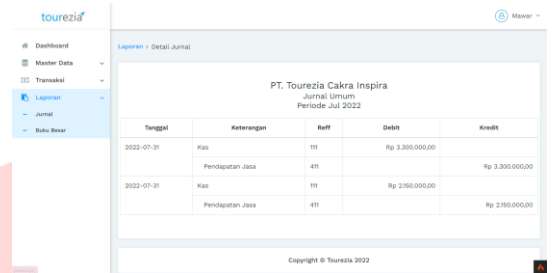 tourezia
Mawar
Dashboard
Master Data
Transaksi
Laporan
Jurnal
Buku Besar
Laporan > Detail Jurnal
PT. Tourezia Cakra Inspira
Jurnal Umum
Periode Jul 2022
Tanggal Keterangan Reff Debit Kredit
2022-07-31 Kas 111 Rp 3.300.000,00
Pendapatan Jasa 411 Rp 3.300.000,00
2022-07-31 Kas 111 Rp 2.150.000,00
Pendapatan Jasa 411 Rp 2.150.000,00
Copyright © Tourezia 2022